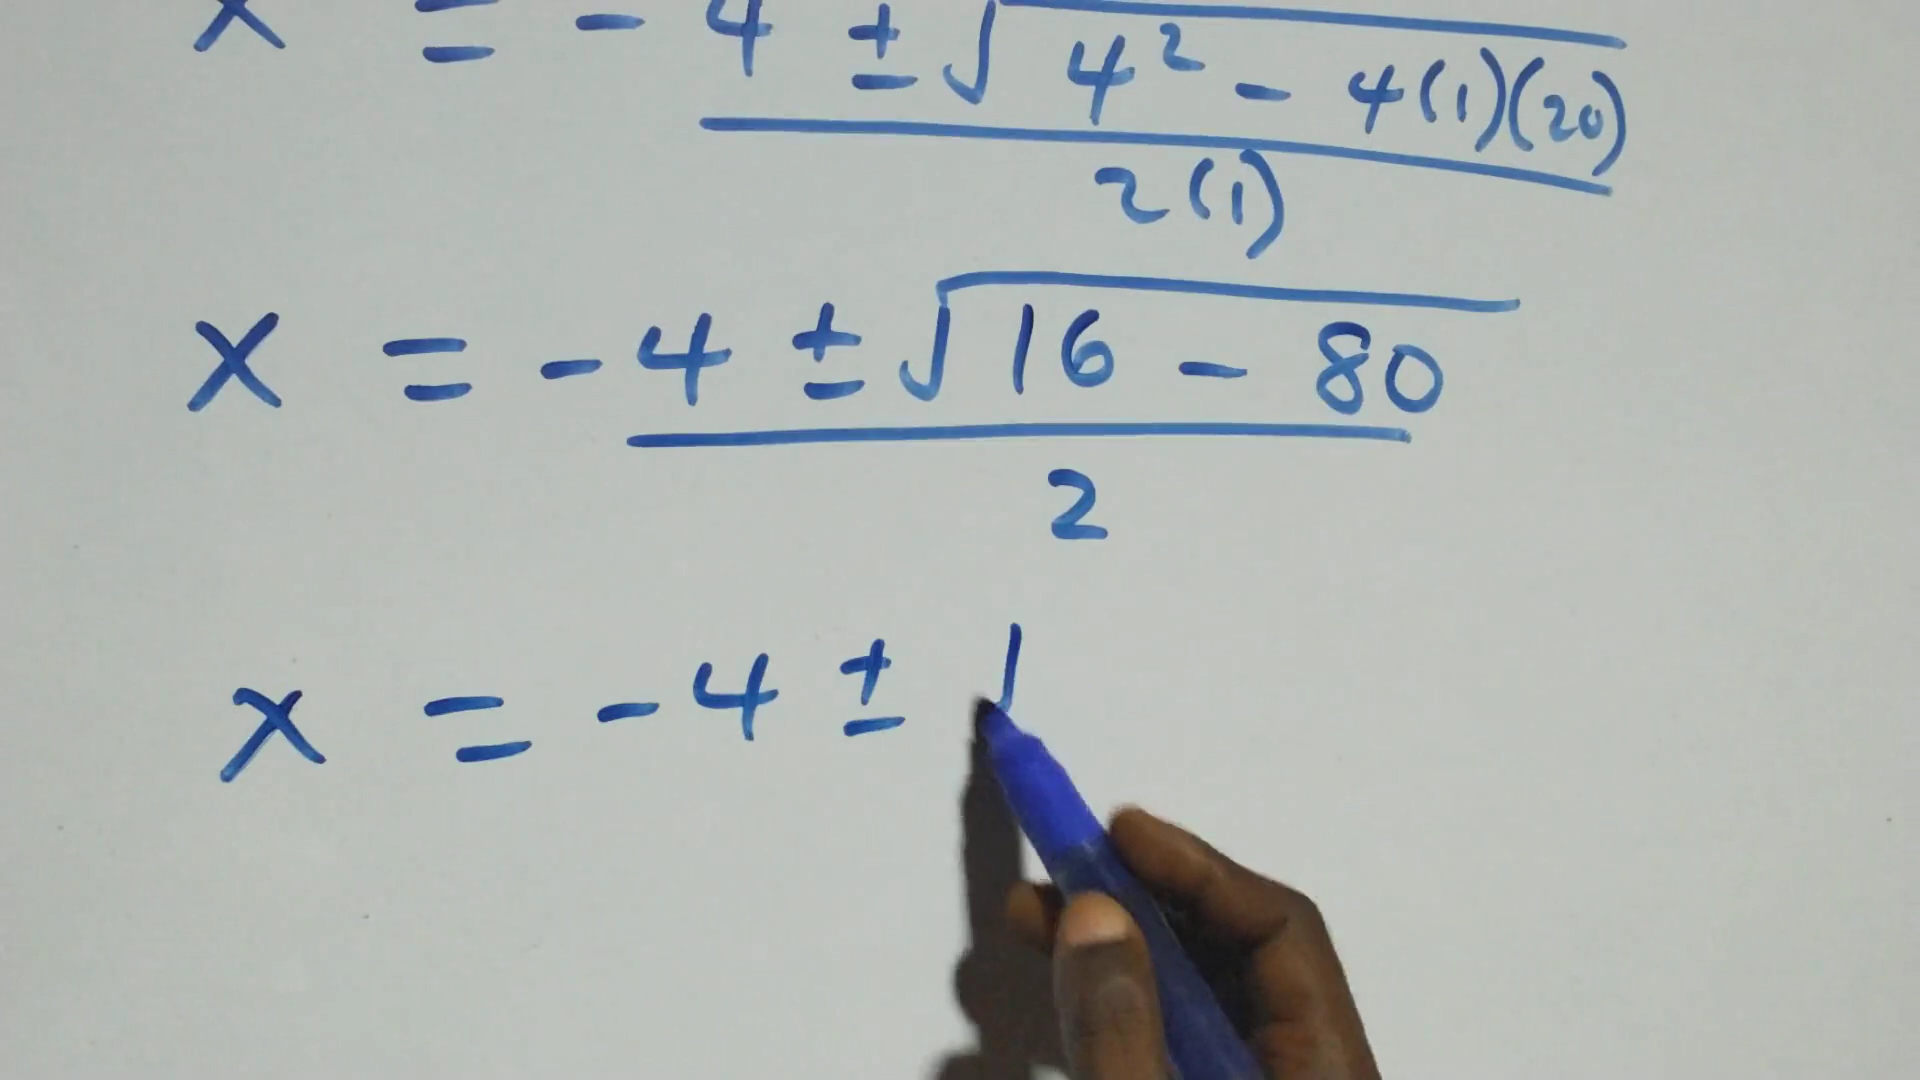 x = -4 ± √4² - 4(1)(20)
2(1)
x = -4 ± √16 - 80
2
x = -4 ± √